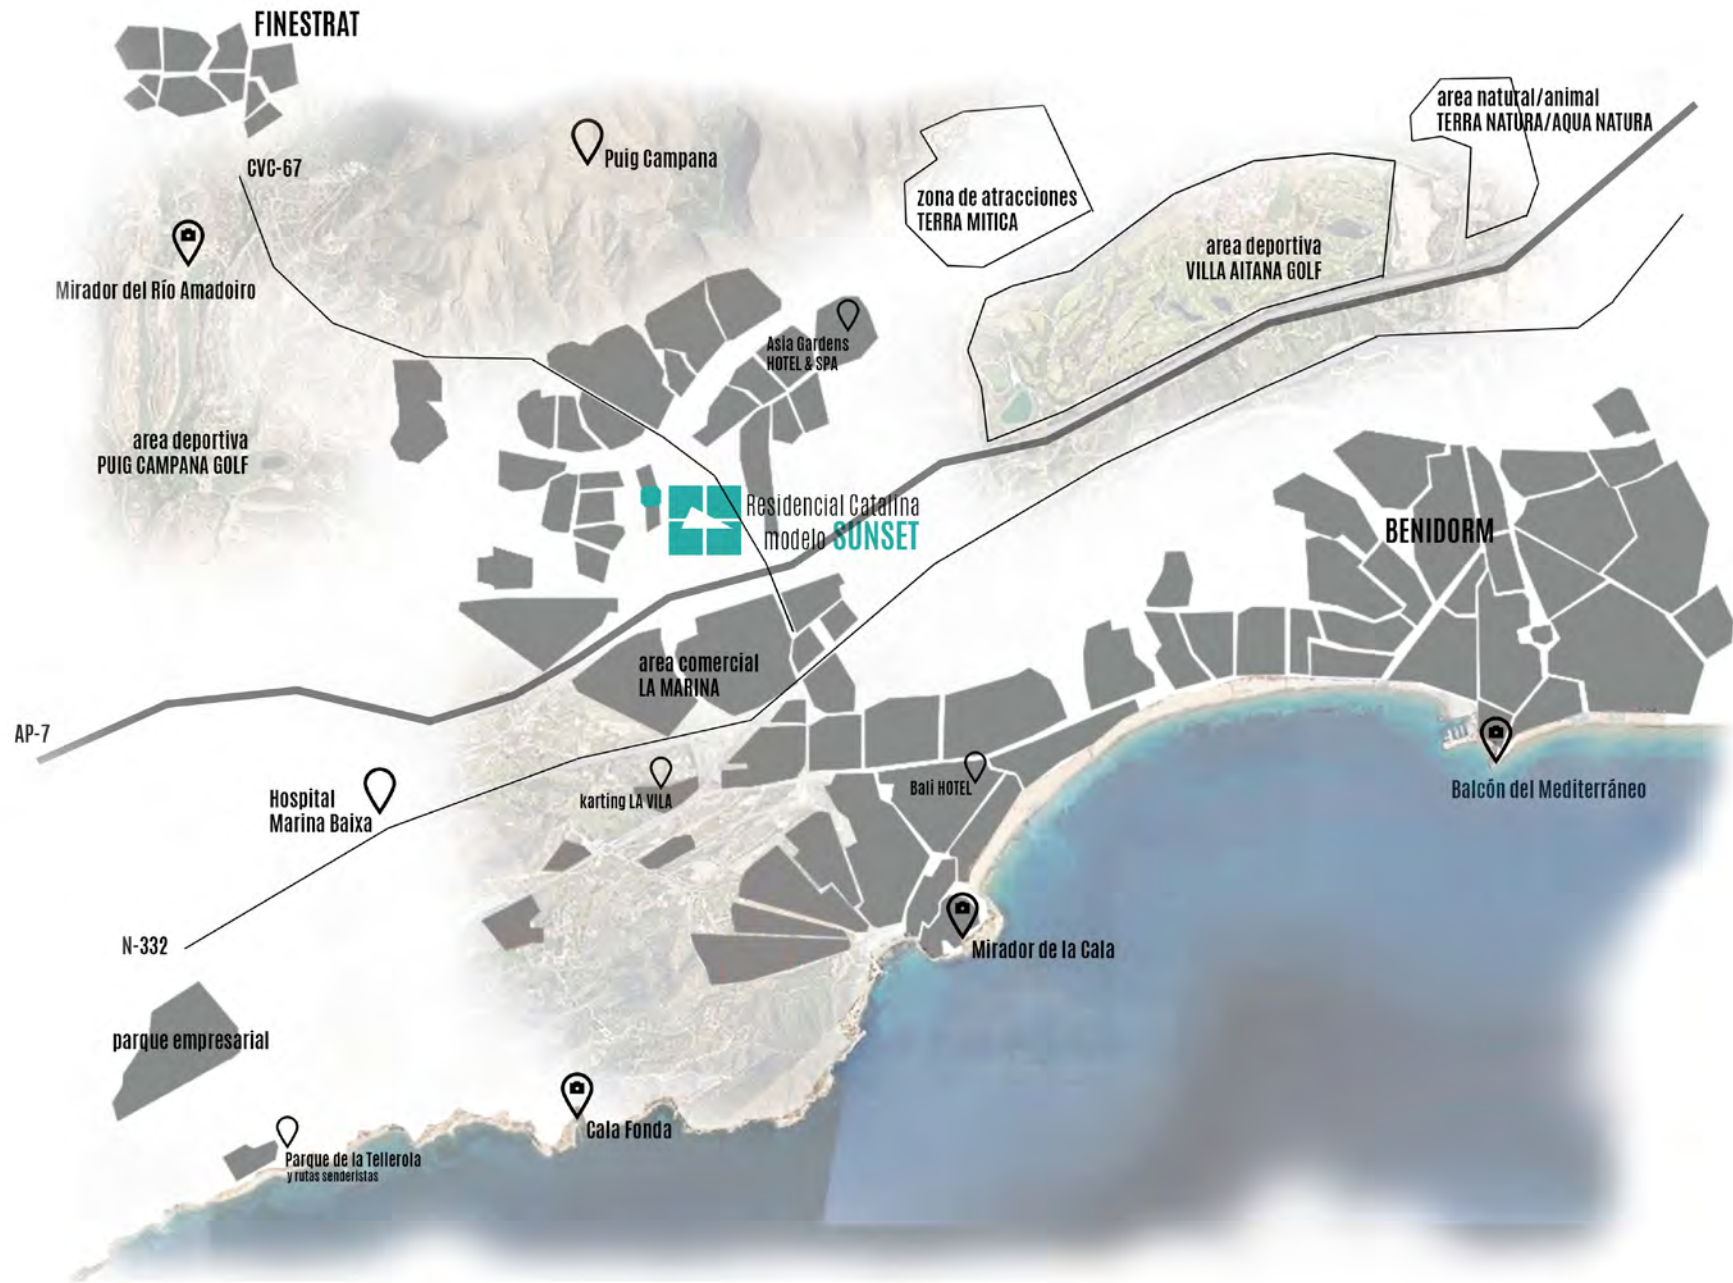 FINESTRAT
area natural/animal
TERRA NATURA/AQUA NATURA
Puig Campana
CVC-67
zona de atracciones
TERRA MITICA
area deportiva
VILLA AITANA GOLF
Mirador del Río Amadoiro
Asia Gardens
HOTEL & SPA
area deportiva
PUIG CAMPANA GOLF
Residencial Catalina
modelo SUNSET
BENIDORM
area comercial
LA MARINA
AP-7
Hospital
Marina Baixa
karting LA VILA
Bali HOTEL
Balcón del Mediterráneo
N-332
Mirador de la Cala
parque empresarial
Cala Fonda
Parque de la Tellerola
y rutas senderistas